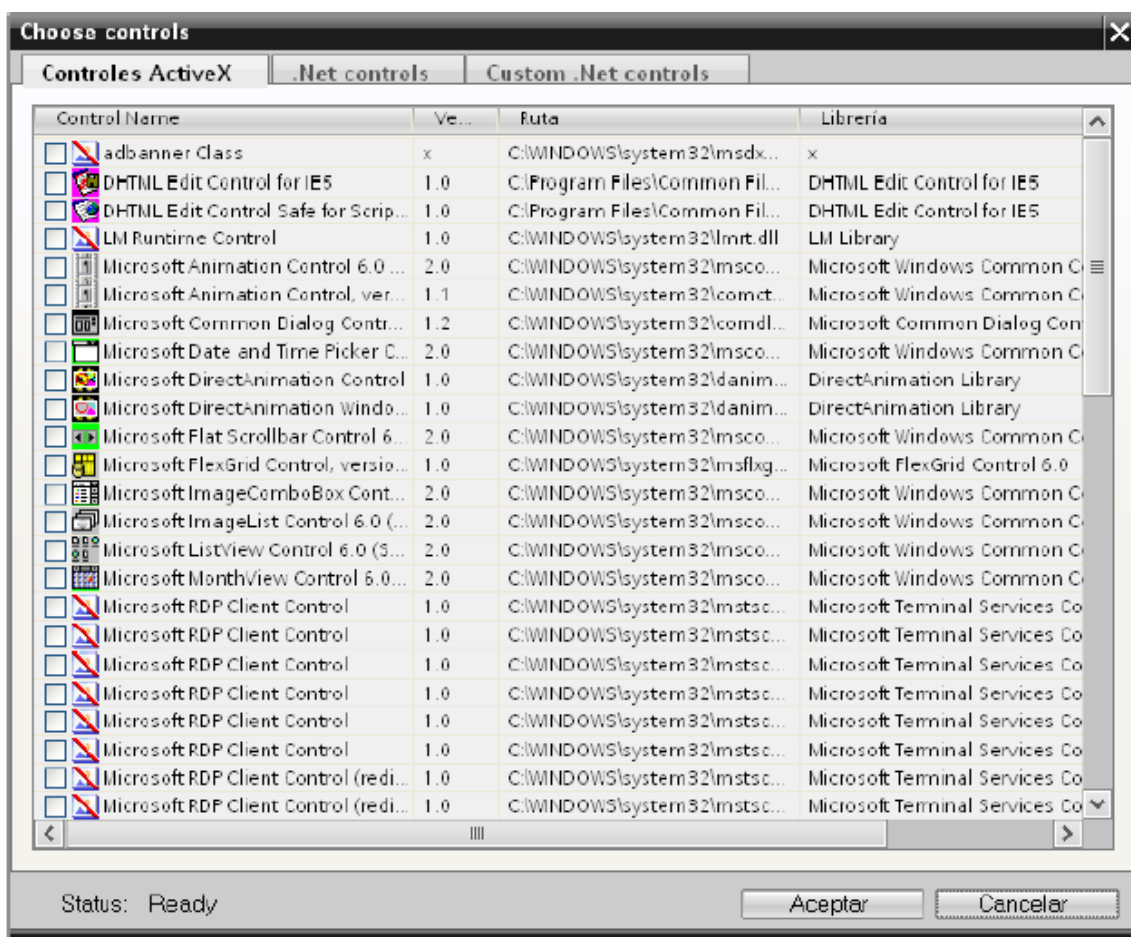 Choose controls
Controles ActiveX .Net controls Custom .Net controls
Control Name Ve... Ruta Librería
adbanner Class x C:\WINDOWS\system32\msdx... x
DHTML Edit Control for IE5 1.0 C:\Program Files\Common Fil... DHTML Edit Control for IE5
DHTML Edit Control Safe for Scrip... 1.0 C:\Program Files\Common Fil... DHTML Edit Control for IE5
LM Runtime Control 1.0 C:\WINDOWS\system32\lmrt.dll LM Library
Microsoft Animation Control 6.0 ... 2.0 C:\WINDOWS\system32\msco... Microsoft Windows Common C
Microsoft Animation Control, ver... 1.1 C:\WINDOWS\system32\comct... Microsoft Windows Common C
Microsoft Common Dialog Contr... 1.2 C:\WINDOWS\system32\comdl... Microsoft Common Dialog Con
Microsoft Date and Time Picker C... 2.0 C:\WINDOWS\system32\msco... Microsoft Windows Common C
Microsoft DirectAnimation Control 1.0 C:\WINDOWS\system32\danim... DirectAnimation Library
Microsoft DirectAnimation Windo... 1.0 C:\WINDOWS\system32\danim... DirectAnimation Library
Microsoft Flat Scrollbar Control 6... 2.0 C:\WINDOWS\system32\msco... Microsoft Windows Common C
Microsoft FlexGrid Control, versio... 1.0 C:\WINDOWS\system32\msflxg... Microsoft FlexGrid Control 6.0
Microsoft ImageComboBox Cont... 2.0 C:\WINDOWS\system32\msco... Microsoft Windows Common C
Microsoft ImageList Control 6.0 (... 2.0 C:\WINDOWS\system32\msco... Microsoft Windows Common C
Microsoft ListView Control 6.0 (S... 2.0 C:\WINDOWS\system32\msco... Microsoft Windows Common C
Microsoft MonthView Control 6.0... 2.0 C:\WINDOWS\system32\msco... Microsoft Windows Common C
Microsoft RDP Client Control 1.0 C:\WINDOWS\system32\mstsc... Microsoft Terminal Services Co
Microsoft RDP Client Control 1.0 C:\WINDOWS\system32\mstsc... Microsoft Terminal Services Co
Microsoft RDP Client Control 1.0 C:\WINDOWS\system32\mstsc... Microsoft Terminal Services Co
Microsoft RDP Client Control 1.0 C:\WINDOWS\system32\mstsc... Microsoft Terminal Services Co
Microsoft RDP Client Control 1.0 C:\WINDOWS\system32\mstsc... Microsoft Terminal Services Co
Microsoft RDP Client Control 1.0 C:\WINDOWS\system32\mstsc... Microsoft Terminal Services Co
Microsoft RDP Client Control (redi... 1.0 C:\WINDOWS\system32\mstsc... Microsoft Terminal Services Co
Microsoft RDP Client Control (redi... 1.0 C:\WINDOWS\system32\mstsc... Microsoft Terminal Services Co
Status: Ready Aceptar Cancelar